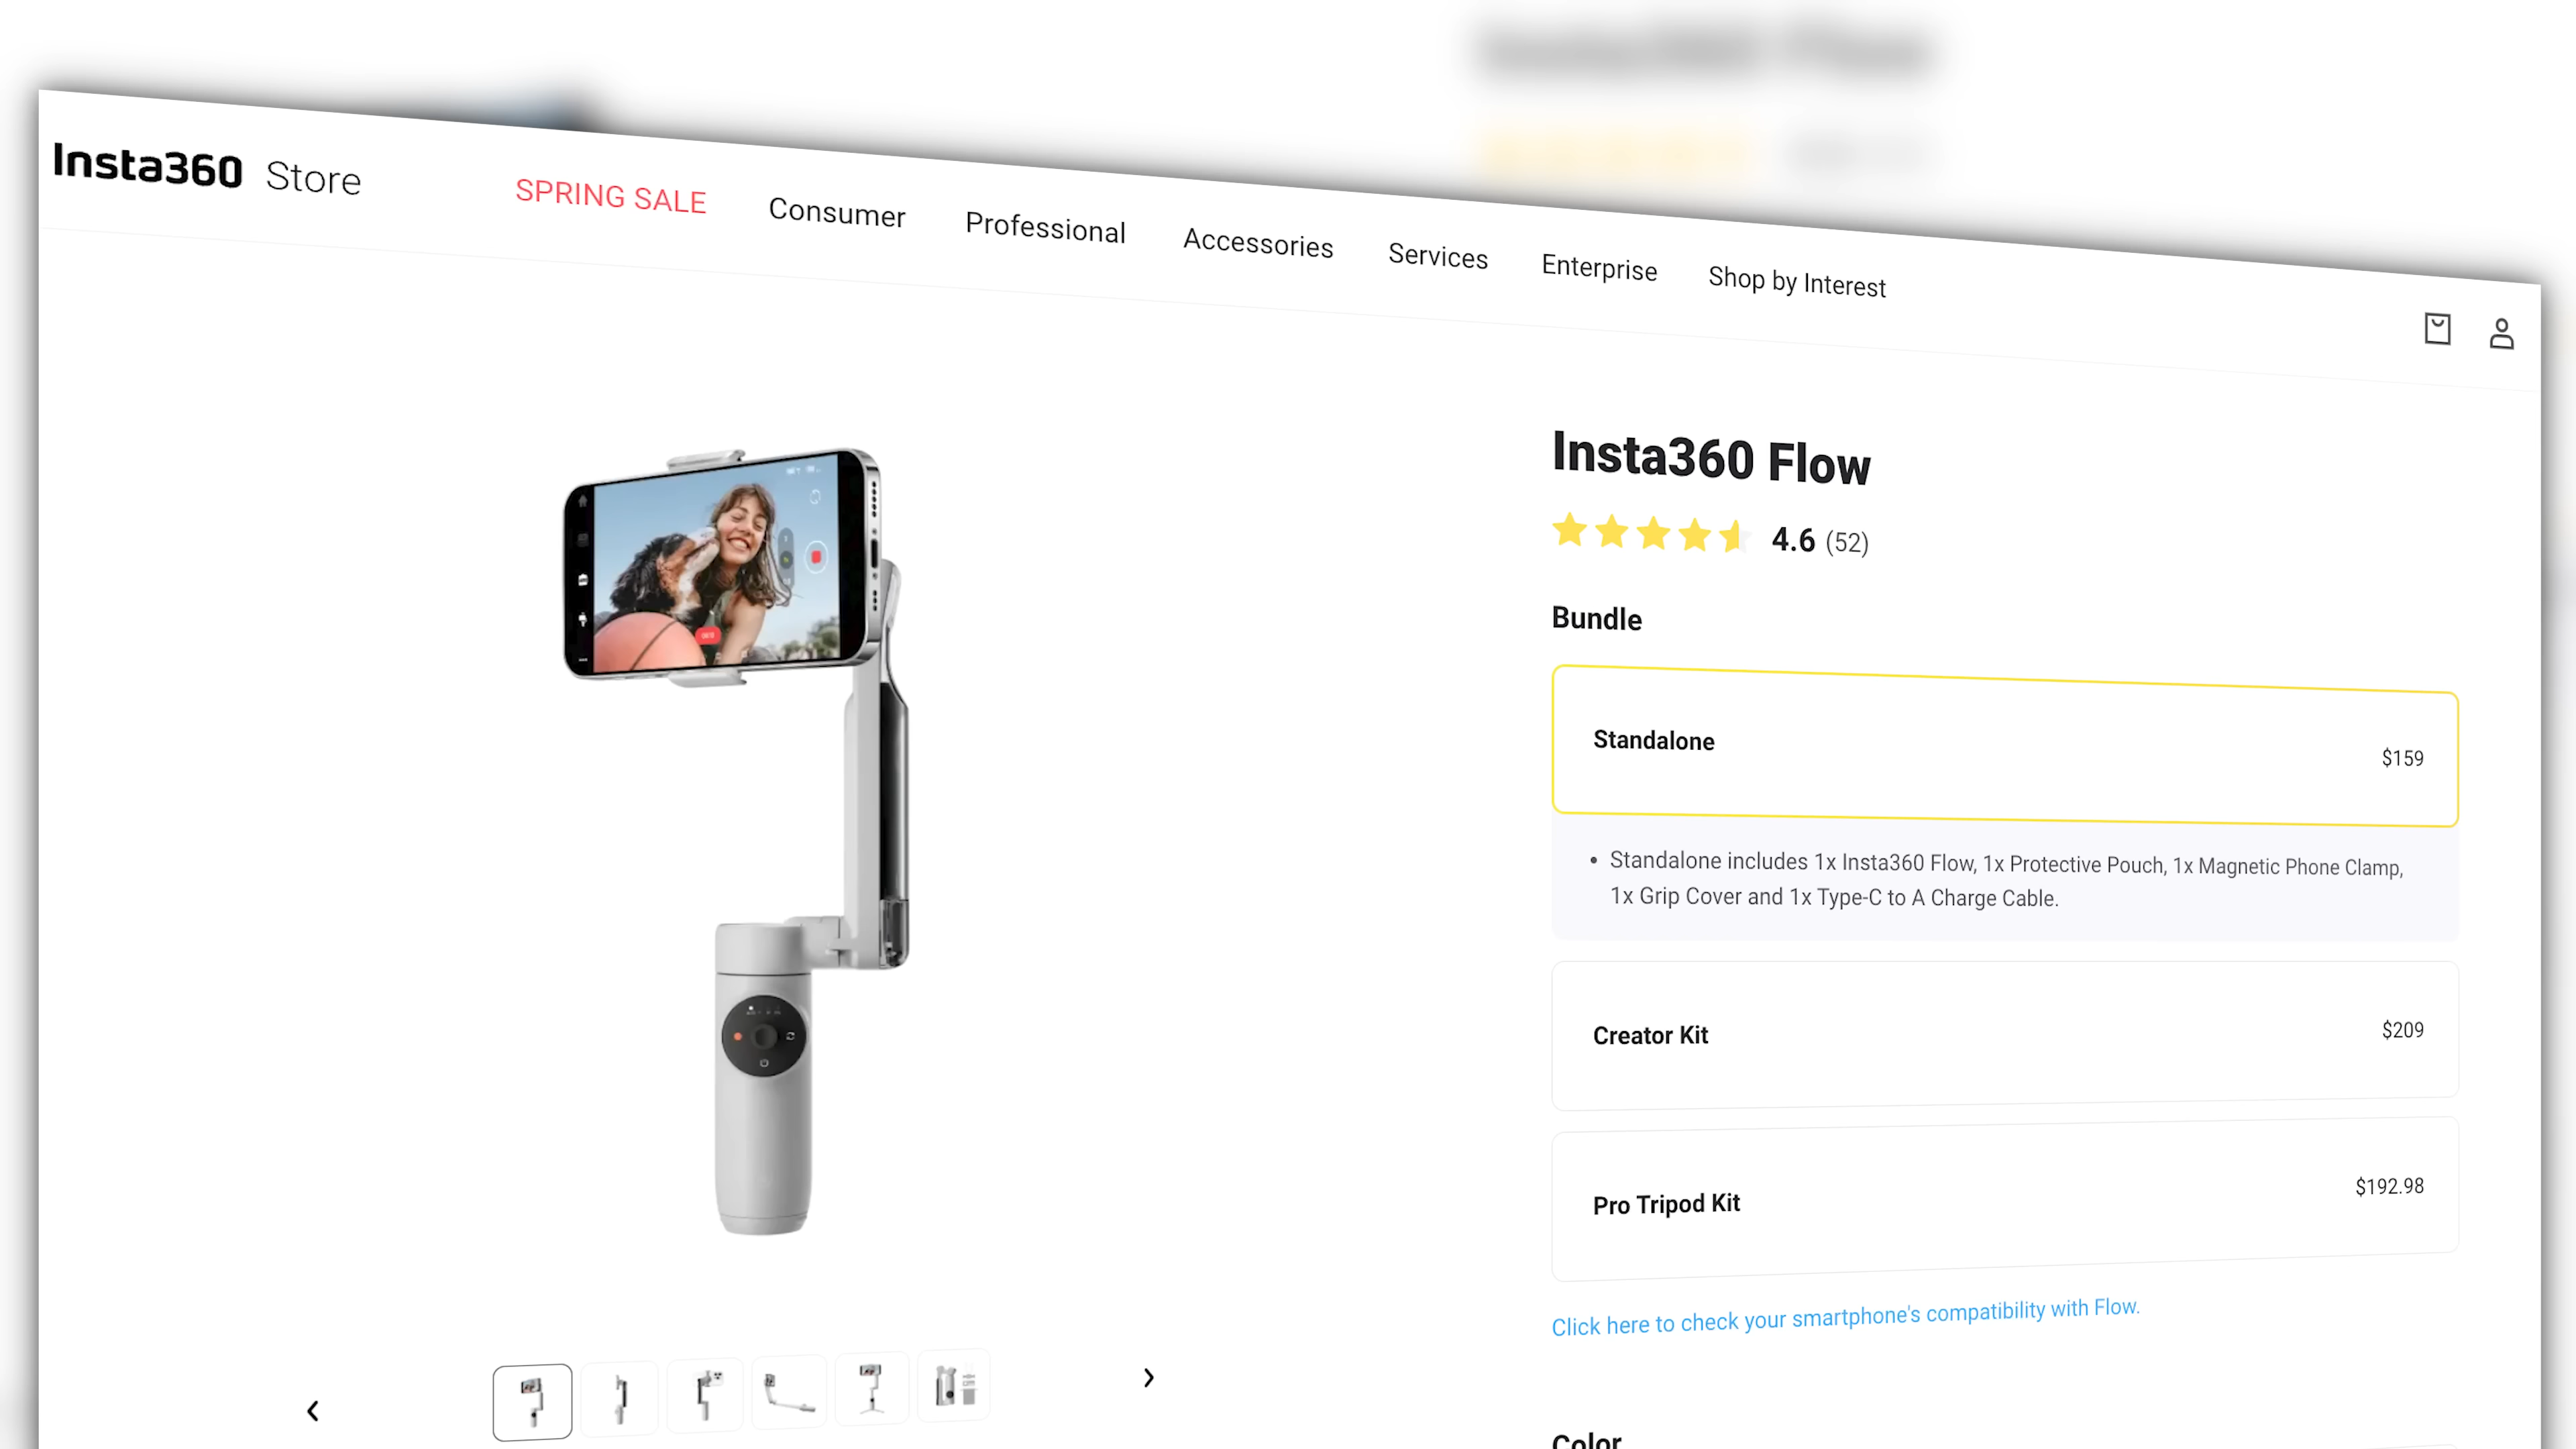 Insta360 Store
SPRING SALE
Consumer
Professional
Accessories
Services
Enterprise
Shop by Interest
Insta360 Flow
4.6 (52)
Bundle
Standalone
$159
• Standalone includes 1x Insta360 Flow, 1x Protective Pouch, 1x Magnetic Phone Clamp,
1x Grip Cover and 1x Type-C to A Charge Cable.
Creator Kit
$209
Pro Tripod Kit
$192.98
Click here to check your smartphone's compatibility with Flow.
Color